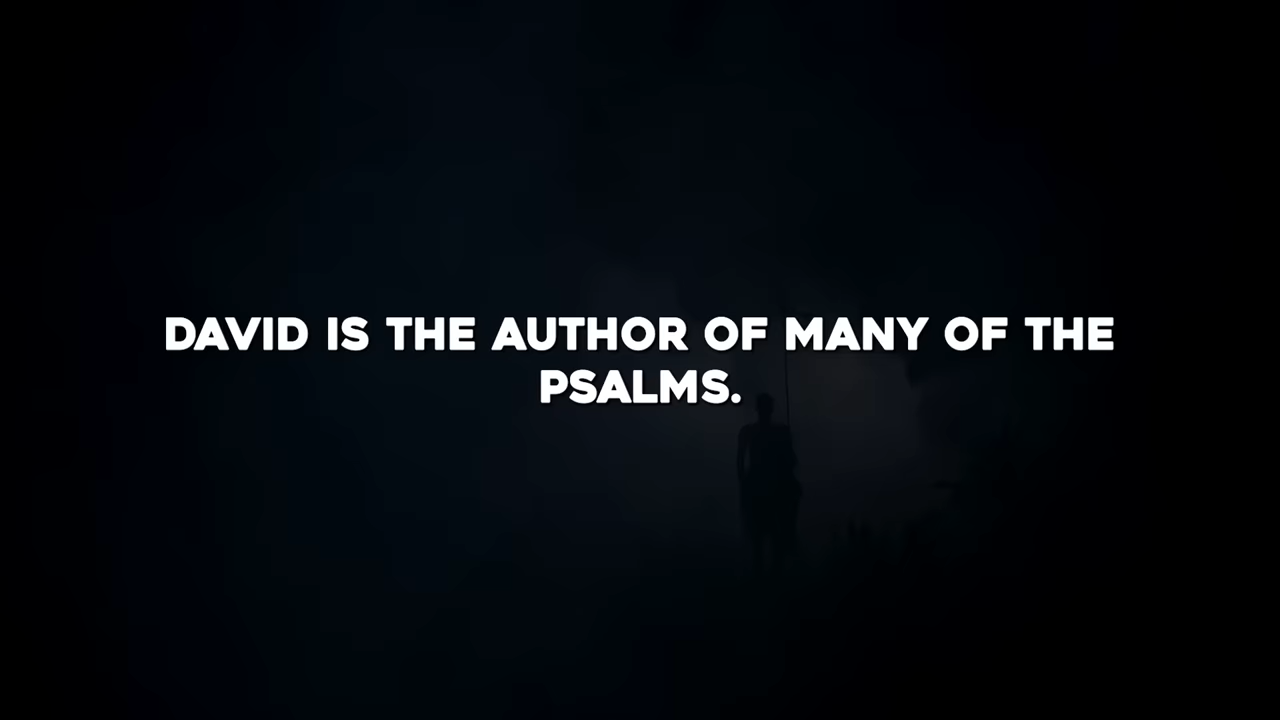 DAVID IS THE AUTHOR OF MANY OF THE
PSALMS.